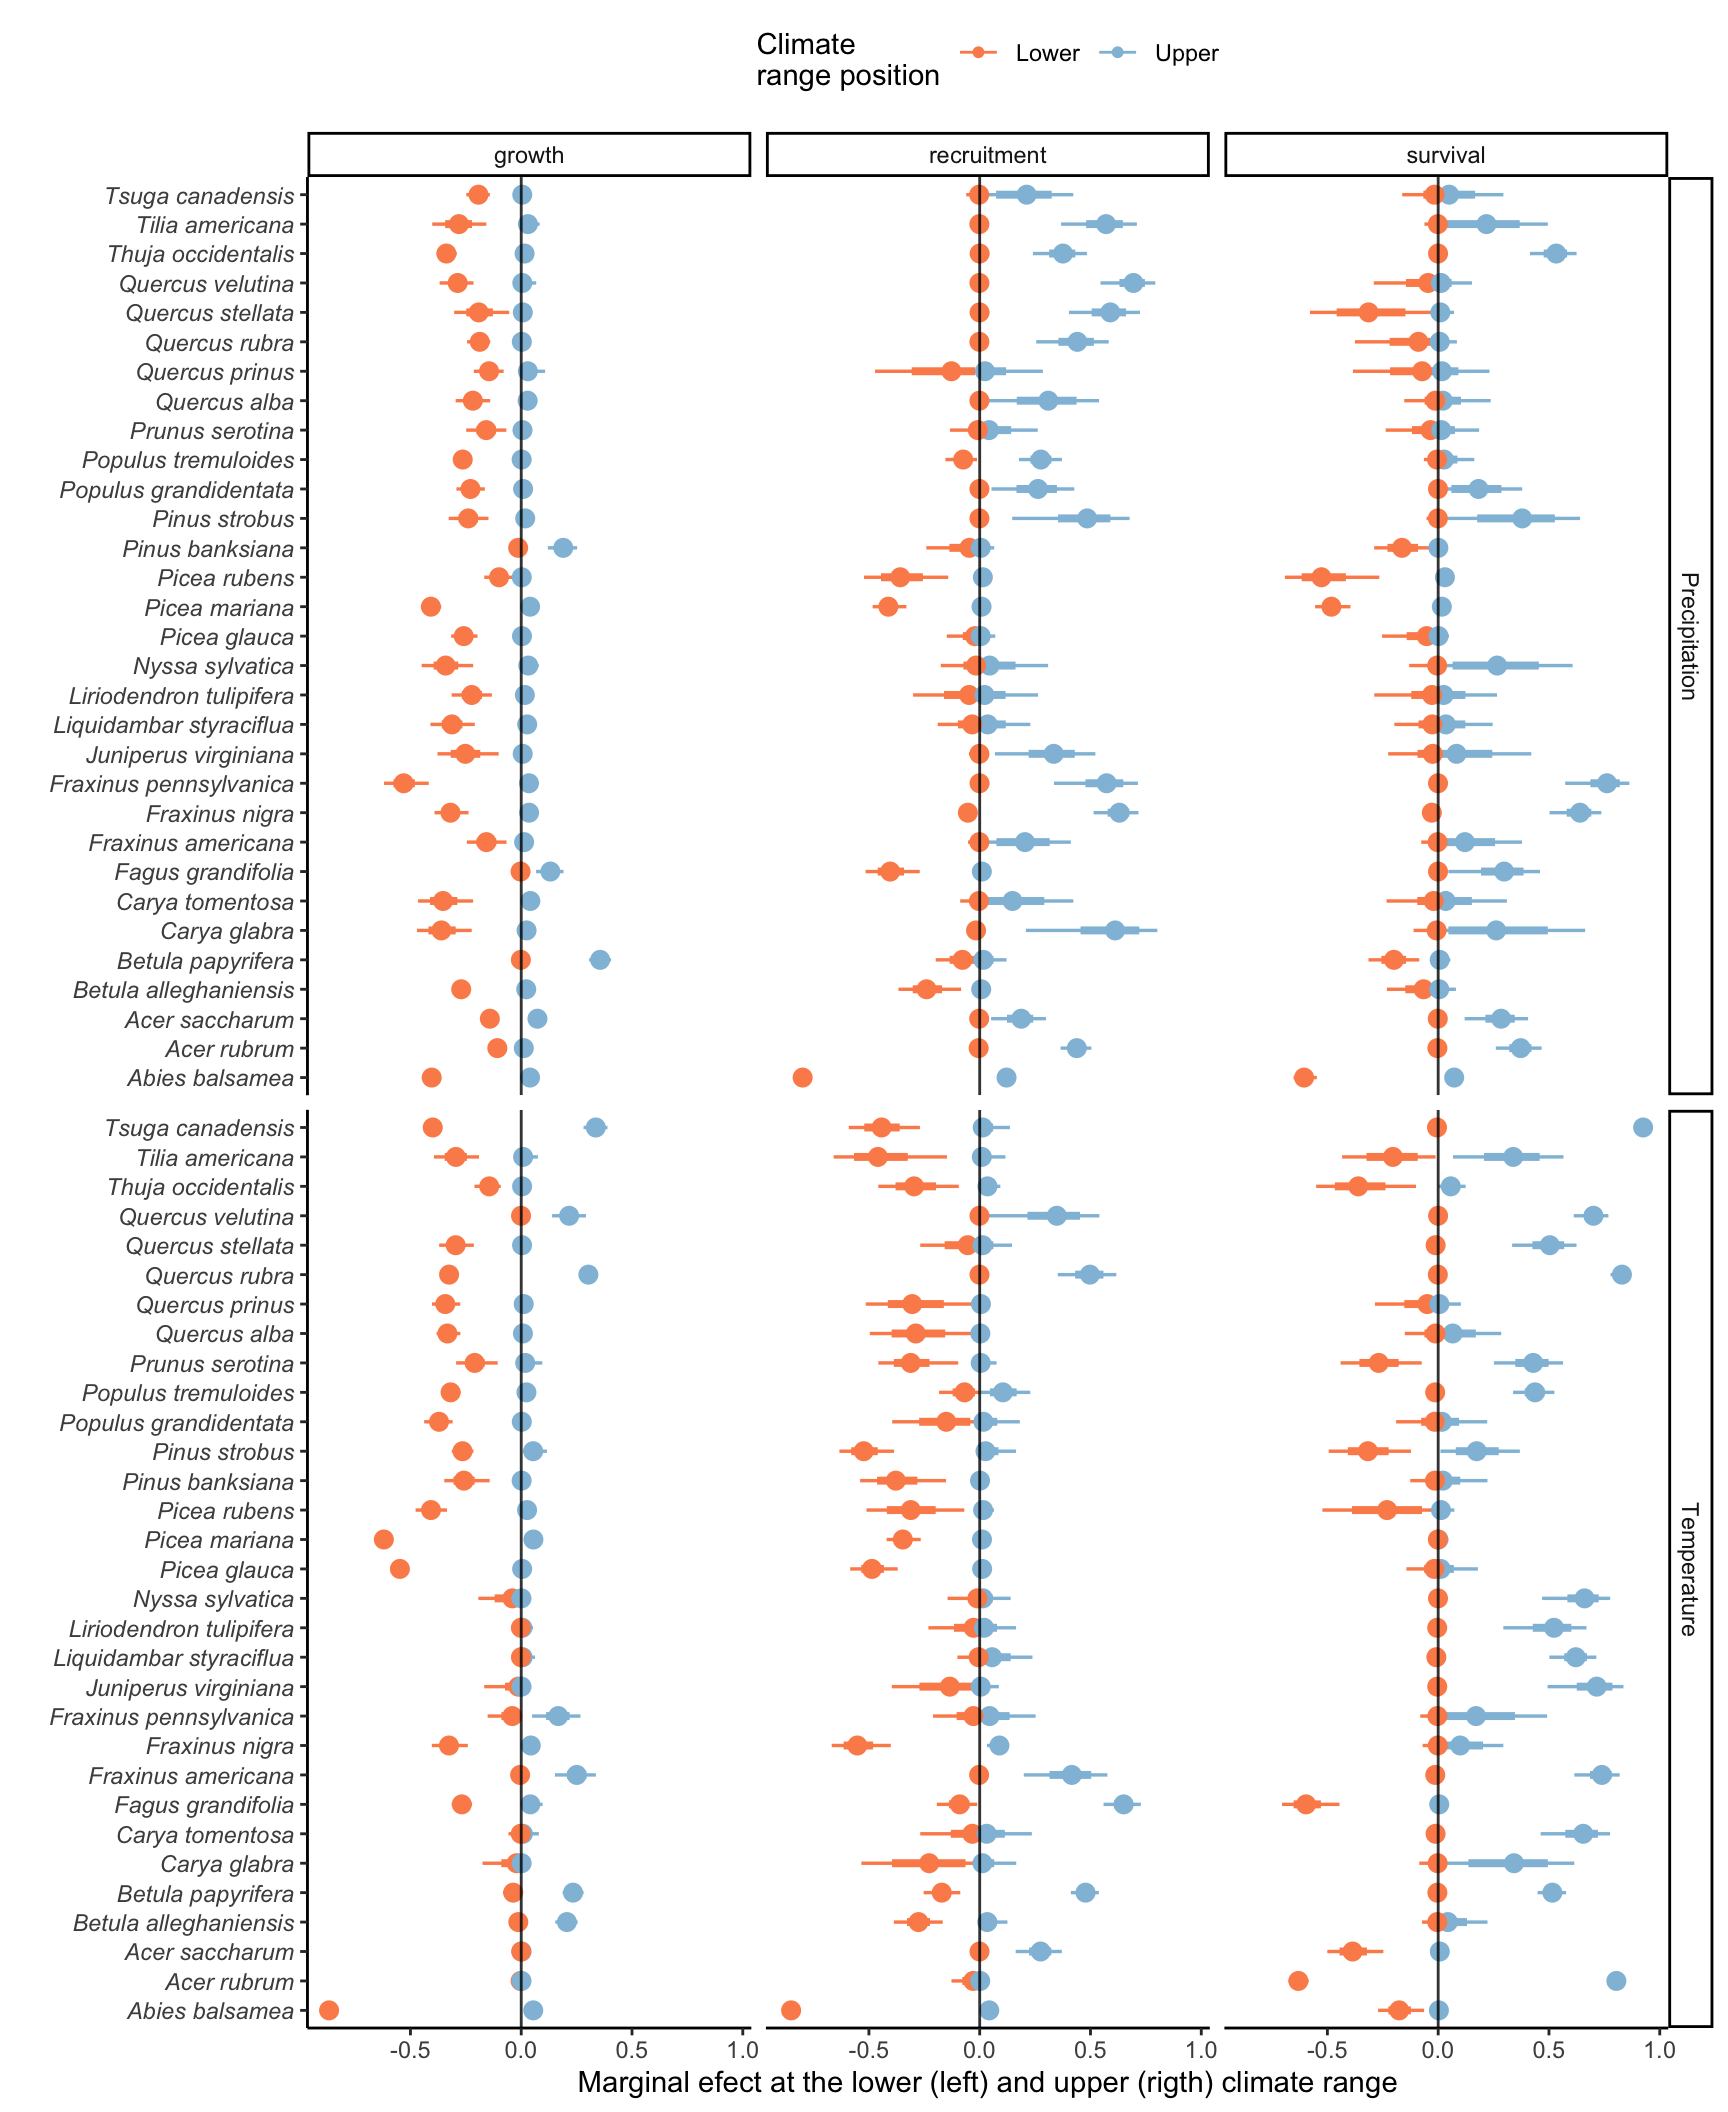 Climate
range position
Lower
Upper
growth
recruitment
survival
Tsuga canadensis
Tilia americana
Thuja occidentalis
Quercus velutina
Quercus stellata
Quercus rubra
Quercus prinus
Quercus alba
Prunus serotina
Populus tremuloides
Populus grandidentata
Pinus strobus
Pinus banksiana
Picea rubens
Picea mariana
Picea glauca
Nyssa sylvatica
Liriodendron tulipifera
Liquidambar styraciflua
Juniperus virginiana
Fraxinus pennsylvanica
Fraxinus nigra
Fraxinus americana
Fagus grandifolia
Carya tomentosa
Carya glabra
Betula papyrifera
Betula alleghaniensis
Acer saccharum
Acer rubrum
Abies balsamea
Precipitation
Tsuga canadensis
Tilia americana
Thuja occidentalis
Quercus velutina
Quercus stellata
Quercus rubra
Quercus prinus
Quercus alba
Prunus serotina
Populus tremuloides
Populus grandidentata
Pinus strobus
Pinus banksiana
Picea rubens
Picea mariana
Picea glauca
Nyssa sylvatica
Liriodendron tulipifera
Liquidambar styraciflua
Juniperus virginiana
Fraxinus pennsylvanica
Fraxinus nigra
Fraxinus americana
Fagus grandifolia
Carya tomentosa
Carya glabra
Betula papyrifera
Betula alleghaniensis
Acer saccharum
Acer rubrum
Abies balsamea
Temperature
-0.5 0.0 0.5 1.0 -0.5 0.0 0.5 1.0 -0.5 0.0 0.5 1.0
Marginal efect at the lower (left) and upper (rigth) climate range